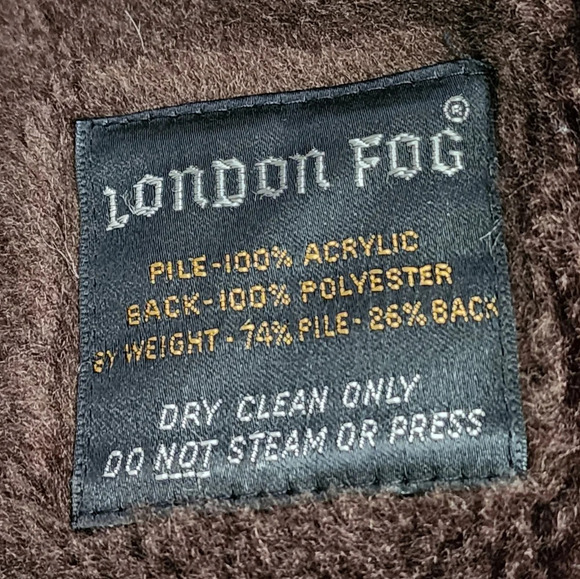 LONDON FOG®
PILE-100% ACRYLIC
BACK-100% POLYESTER
BY WEIGHT-74% PILE-26% BACK
DRY CLEAN ONLY
DO NOT STEAM OR PRESS